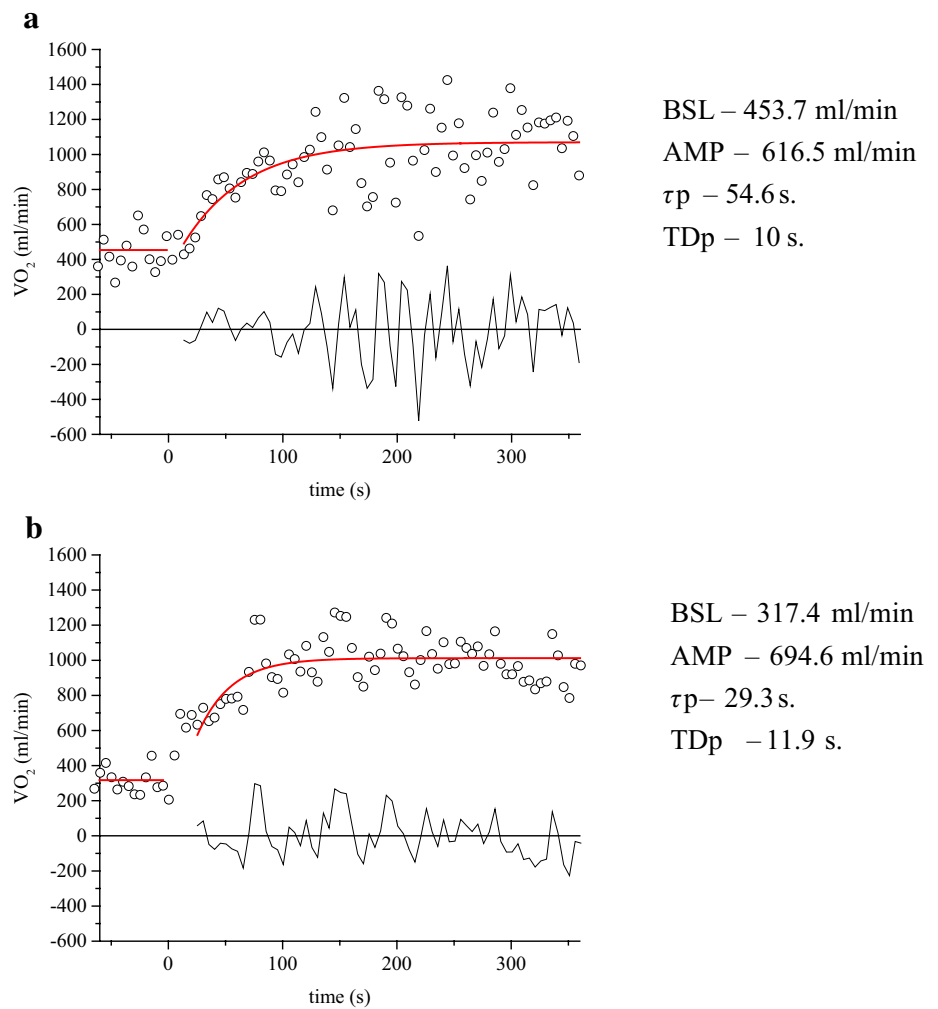 a
1600
1400
1200
1000
800
600
400
200
0
-200
-400
-600
VO2 (ml/min)
0 100 200 300
time (s)
BSL – 453.7 ml/min
AMP – 616.5 ml/min
τp – 54.6 s.
TDp – 10 s.
b
1600
1400
1200
1000
800
600
400
200
0
-200
-400
-600
VO2 (ml/min)
0 100 200 300
time (s)
BSL – 317.4 ml/min
AMP – 694.6 ml/min
τp– 29.3 s.
TDp – 11.9 s.